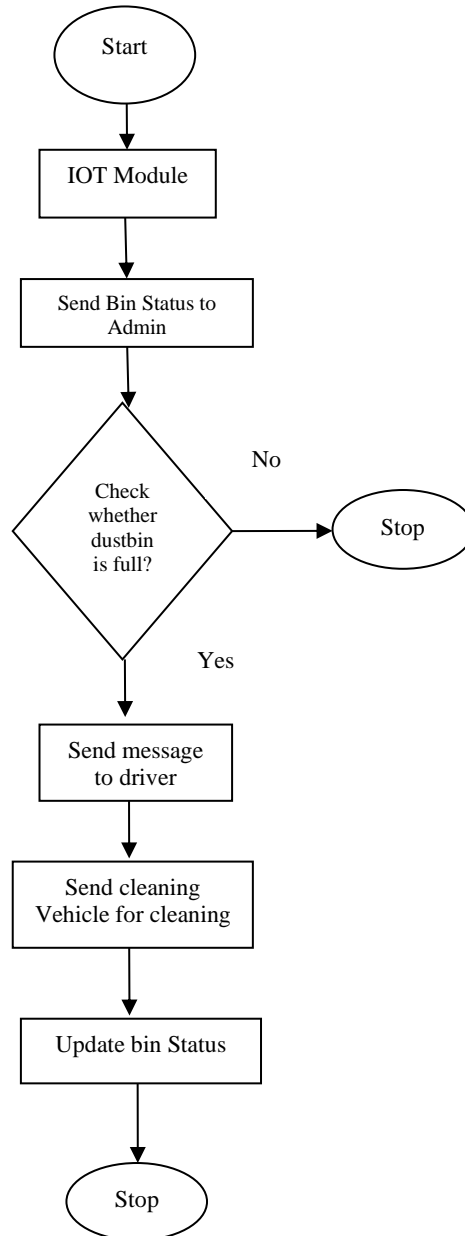 Start
IOT Module
Send Bin Status to
Admin
No
Check
whether
dustbin
is full?
Stop
Yes
Send message
to driver
Send cleaning
Vehicle for cleaning
Update bin Status
Stop